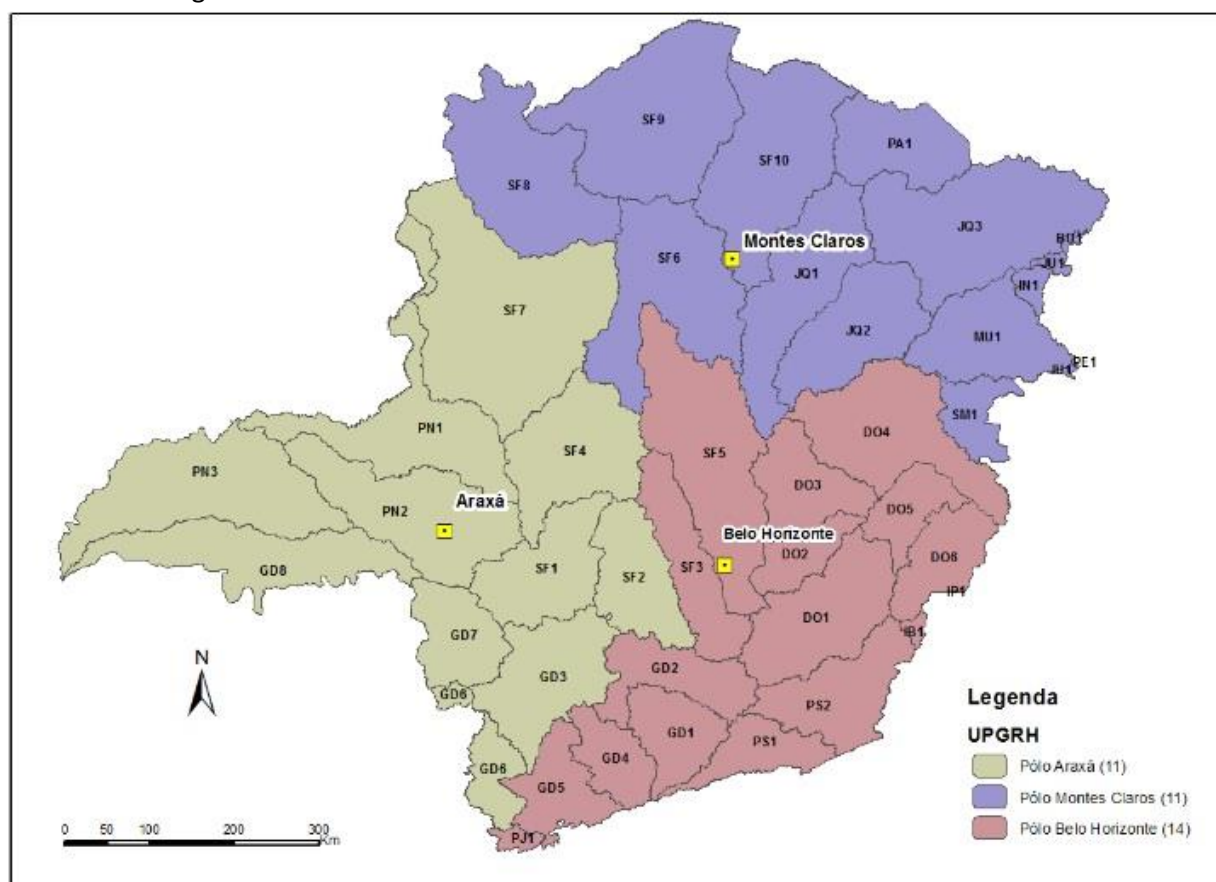 SF9
SF10
PA1
SF8
JQ3
BU1
Montes Claros
JU1
SF6
JQ1
IN1
SF7
JQ2
MU1
PE1
JU1
SM1
PN1
DO4
SF4
SF5
PN3
DO3
Araxá
PN2
DO5
Belo Horizonte
DO2
DO6
SF1
SF2
SF3
GD8
IP1
DO1
IB1
GD7
GD2
N
GD3
GD6
PS2
GD1
PS1
GD4
GD6
GD5
PJ1
Legenda
UPGRH
Pólo Araxá (11)
Pólo Montes Claros (11)
Pólo Belo Horizonte (14)
0 50 100 200 300
Km